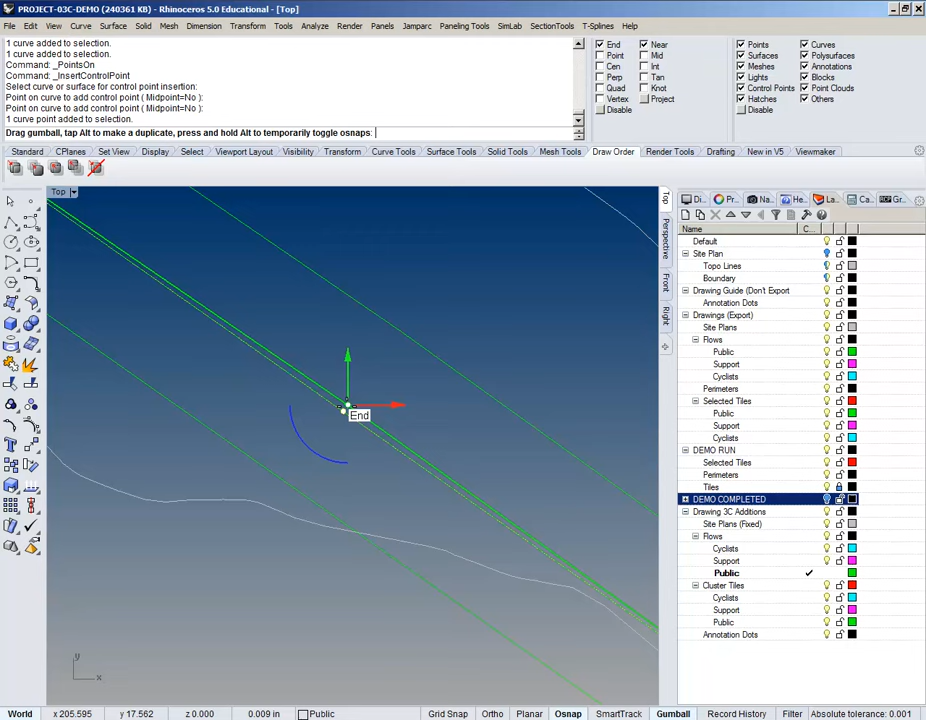 PROJECT-03C-DEMO (240361 KB) - Rhinoceros 5.0 Educational - [Top]
File Edit View Curve Surface Solid Mesh Dimension Transform Tools Analyze Render Tweak Jumparc Paneling Tools SimLab SectionTools T-Splines Help
1 curve added to selection.
1 curve added to selection.
Command: _PointsOn
Command: _InsertControlPoint
Select curve or surface for control point insertion:
Point on curve to add control point ( Midpoint=No ):
Point on curve to add control point ( Midpoint=No ):
1 curve point added to selection.
Drag gumball, tap Alt to make a duplicate, press and hold Alt to temporarily toggle osnaps:
End Near
Point Mid
Cen Int
Perp Tan
Quad Knot
Vertex Project
Disable
Points Curves
Surfaces Polysurfaces
Meshes Annotations
Lights Blocks
Control Points Point Clouds
Hatches Others
Disable
Standard CPlanes Set View Display Select Viewport Layout Visibility Transform Curve Tools Surface Tools Solid Tools Mesh Tools Draw Order Render Tools Drafting New in V5 Viewmaker
Top
Top
Perspective
Front
Right
Di... Pr... Na... He... La... Ca... Gr...
Name C...
Default
Site Plan
Topo Lines
Boundary
Drawing Guide (Don't Export
Annotation Dots
Drawings (Export)
Site Plans
Rows
Public
Support
Cyclists
Perimeters
Selected Tiles
Public
Support
Cyclists
DEMO RUN
Selected Tiles
Perimeters
Tiles
DEMO COMPLETED
Drawing 3C Additions
Site Plans (Fixed)
Rows
Cyclists
Support
Public
Cluster Tiles
Cyclists
Support
Public
Annotation Dots
End
y
x
World x 205.595 y 17.562 z 0.000 0.009 in Public Grid Snap Ortho Planar Osnap SmartTrack Gumball Record History Filter Absolute tolerance: 0.001